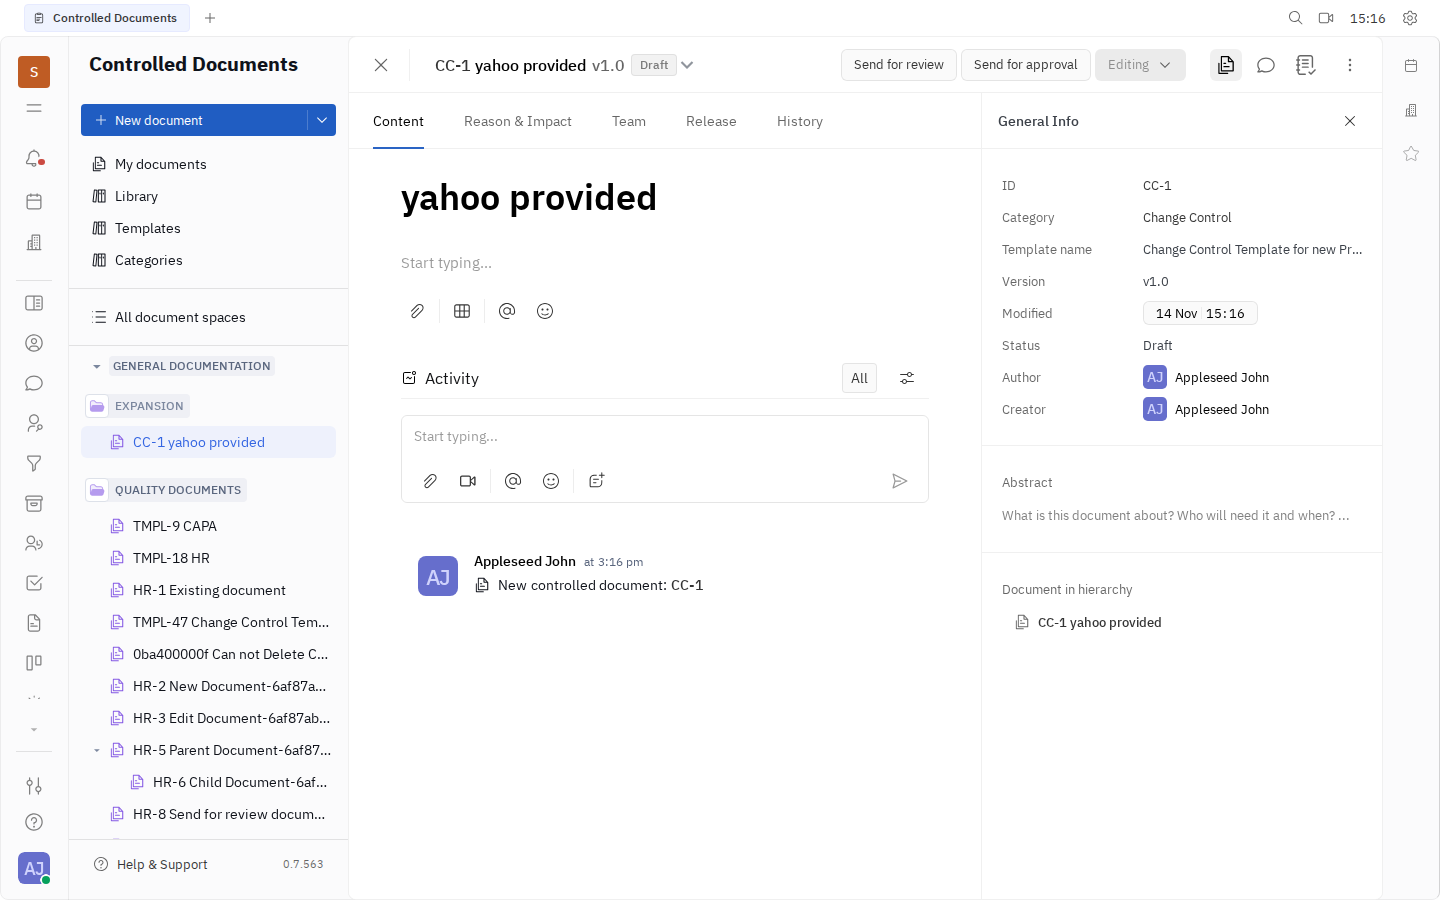 Controlled Documents
15:16
S
Controlled Documents
New document
My documents
Library
Templates
Categories
All document spaces
GENERAL DOCUMENTATION
EXPANSION
CC-1 yahoo provided
QUALITY DOCUMENTS
TMPL-9 CAPA
TMPL-18 HR
HR-1 Existing document
TMPL-47 Change Control Tem...
0ba400000f Can not Delete C...
HR-2 New Document-6af87a...
HR-3 Edit Document-6af87ab...
HR-5 Parent Document-6af87...
HR-6 Child Document-6af...
HR-8 Send for review docum...
Help & Support
0.7.563
AJ
CC-1 yahoo provided v1.0 Draft
Send for review
Send for approval
Editing
Content
Reason & Impact
Team
Release
History
yahoo provided
Start typing...
Activity
All
Start typing...
AJ
Appleseed John at 3:16 pm
New controlled document: CC-1
General Info
ID CC-1
Category Change Control
Template name Change Control Template for new Pr...
Version v1.0
Modified 14 Nov 15:16
Status Draft
Author AJ Appleseed John
Creator AJ Appleseed John
Abstract
What is this document about? Who will need it and when? ...
Document in hierarchy
CC-1 yahoo provided